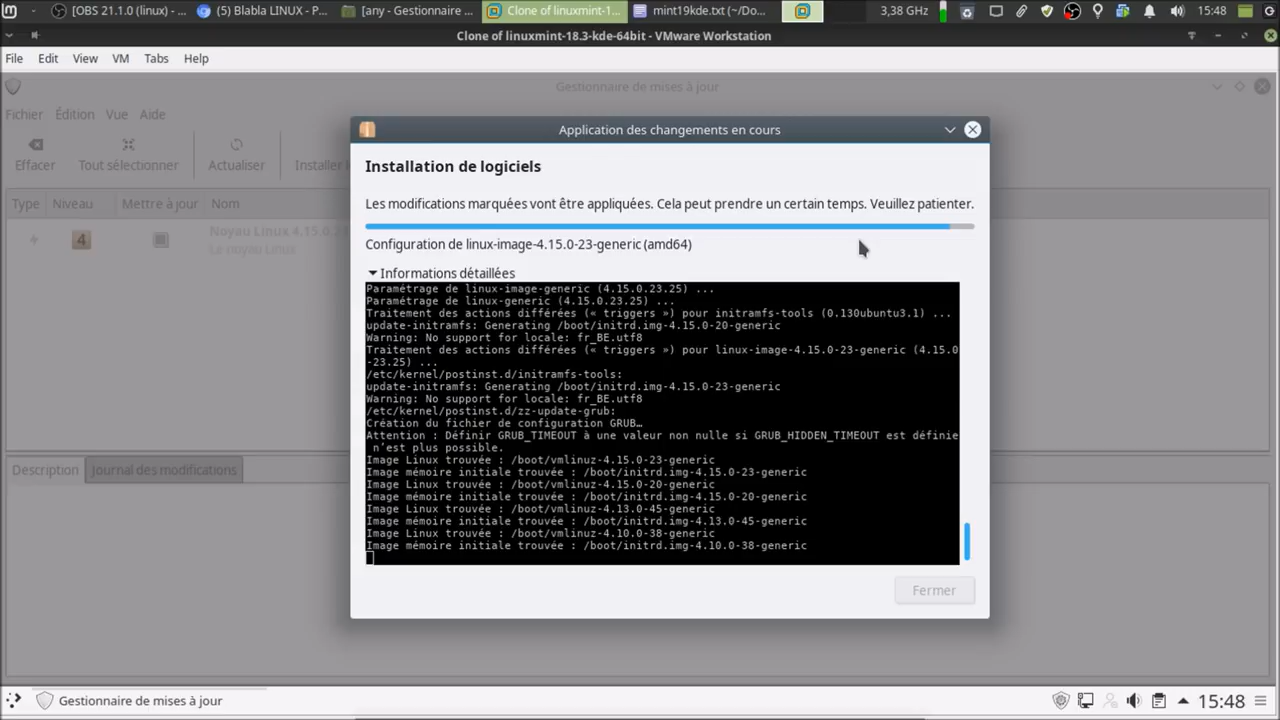 [OBS 21.1.0 (linux) - ...
(5) Blabla LINUX - P...
[any - Gestionnaire ...
Clone of linuxmint-1...
mint19kde.txt (~/Do...
3,38 GHz
15:48
Clone of linuxmint-18.3-kde-64bit - VMware Workstation
File Edit View VM Tabs Help
Gestionnaire de mises à jour
Fichier Édition Vue Aide
Effacer
Tout sélectionner
Actualiser
Installer l
Type Niveau Mettre à jour Nom
4
Noyau Linux 4.15.0
Le noyau Linux
Description
Journal des modifications
Application des changements en cours
Installation de logiciels
Les modifications marquées vont être appliquées. Cela peut prendre un certain temps. Veuillez patienter.
Configuration de linux-image-4.15.0-23-generic (amd64)
Informations détaillées
Paramétrage de linux-image-generic (4.15.0.23.25) ...
Paramétrage de linux-generic (4.15.0.23.25) ...
Traitement des actions différées (« triggers ») pour initramfs-tools (0.130ubuntu3.1) ...
update-initramfs: Generating /boot/initrd.img-4.15.0-20-generic
Warning: No support for locale: fr_BE.utf8
Traitement des actions différées (« triggers ») pour linux-image-4.15.0-23-generic (4.15.0
-23.25) ...
/etc/kernel/postinst.d/initramfs-tools:
update-initramfs: Generating /boot/initrd.img-4.15.0-23-generic
Warning: No support for locale: fr_BE.utf8
/etc/kernel/postinst.d/zz-update-grub:
Création du fichier de configuration GRUB…
Attention : Définir GRUB_TIMEOUT à une valeur non nulle si GRUB_HIDDEN_TIMEOUT est définie
n’est plus possible.
Image Linux trouvée : /boot/vmlinuz-4.15.0-23-generic
Image mémoire initiale trouvée : /boot/initrd.img-4.15.0-23-generic
Image Linux trouvée : /boot/vmlinuz-4.15.0-20-generic
Image mémoire initiale trouvée : /boot/initrd.img-4.15.0-20-generic
Image Linux trouvée : /boot/vmlinuz-4.13.0-45-generic
Image mémoire initiale trouvée : /boot/initrd.img-4.13.0-45-generic
Image Linux trouvée : /boot/vmlinuz-4.10.0-38-generic
Image mémoire initiale trouvée : /boot/initrd.img-4.10.0-38-generic
Fermer
Gestionnaire de mises à jour
15:48